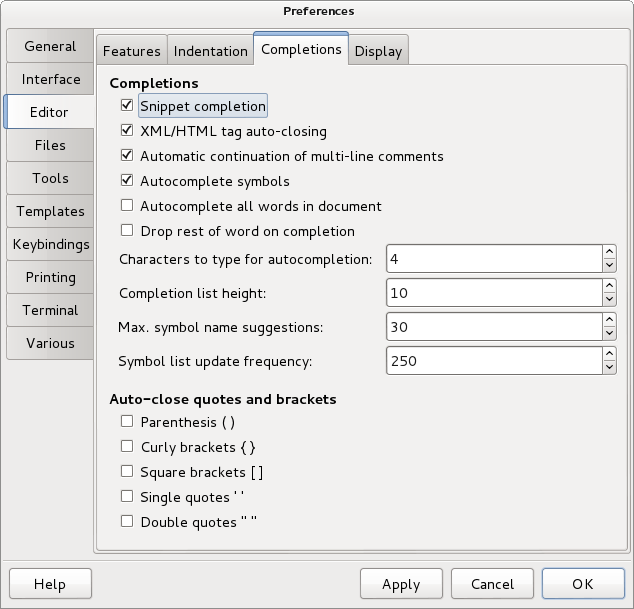 Preferences
General
Interface
Editor
Files
Tools
Templates
Keybindings
Printing
Terminal
Various
Features Indentation Completions Display
Completions
Snippet completion
XML/HTML tag auto-closing
Automatic continuation of multi-line comments
Autocomplete symbols
Autocomplete all words in document
Drop rest of word on completion
Characters to type for autocompletion: 4
Completion list height: 10
Max. symbol name suggestions: 30
Symbol list update frequency: 250
Auto-close quotes and brackets
Parenthesis ( )
Curly brackets { }
Square brackets [ ]
Single quotes ' '
Double quotes " "
Help Apply Cancel OK